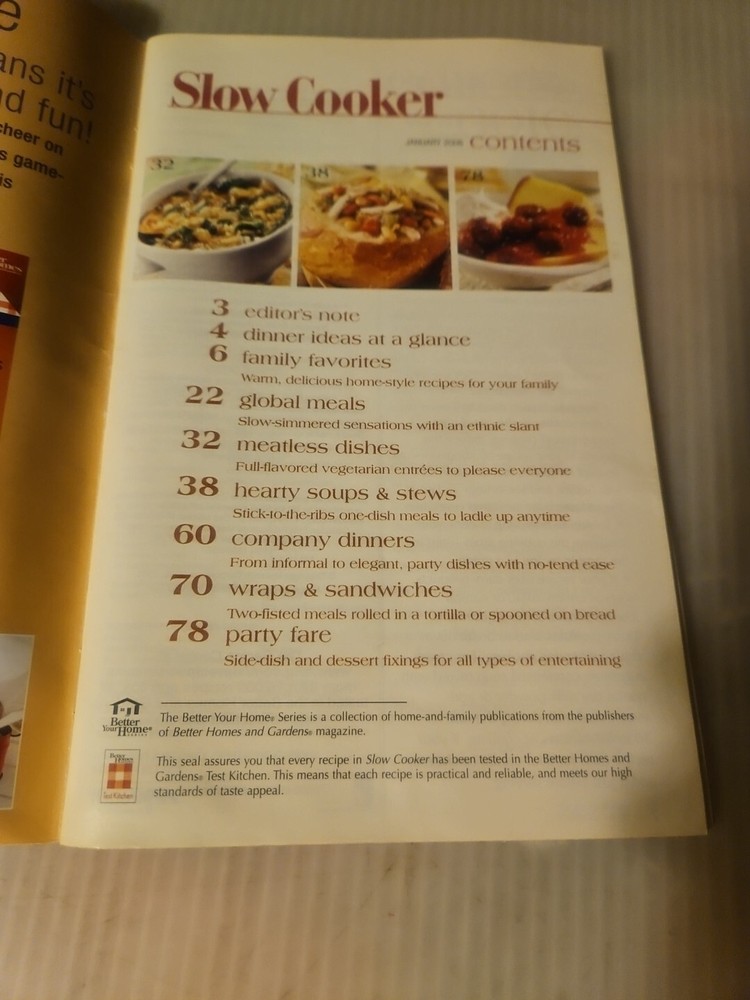 e
ans it's
nd fun!
cheer on
s game-
is
Slow Cooker
JANUARY contents
32
38
78
3 editor's note
4 dinner ideas at a glance
6 family favorites
Warm, delicious home-style recipes for your family
22 global meals
Slow-simmered sensations with an ethnic slant
32 meatless dishes
Full-flavored vegetarian entrées to please everyone
38 hearty soups & stews
Stick-to-the-ribs one-dish meals to ladle up anytime
60 company dinners
From informal to elegant, party dishes with no-tend ease
70 wraps & sandwiches
Two-fisted meals rolled in a tortilla or spooned on bread
78 party fare
Side-dish and dessert fixings for all types of entertaining
Better
Your Home®
SERIES
The Better Your Home® Series is a collection of home-and-family publications from the publishers
of Better Homes and Gardens® magazine.
Test Kitchen
This seal assures you that every recipe in Slow Cooker has been tested in the Better Homes and
Gardens® Test Kitchen. This means that each recipe is practical and reliable, and meets our high
standards of taste appeal.